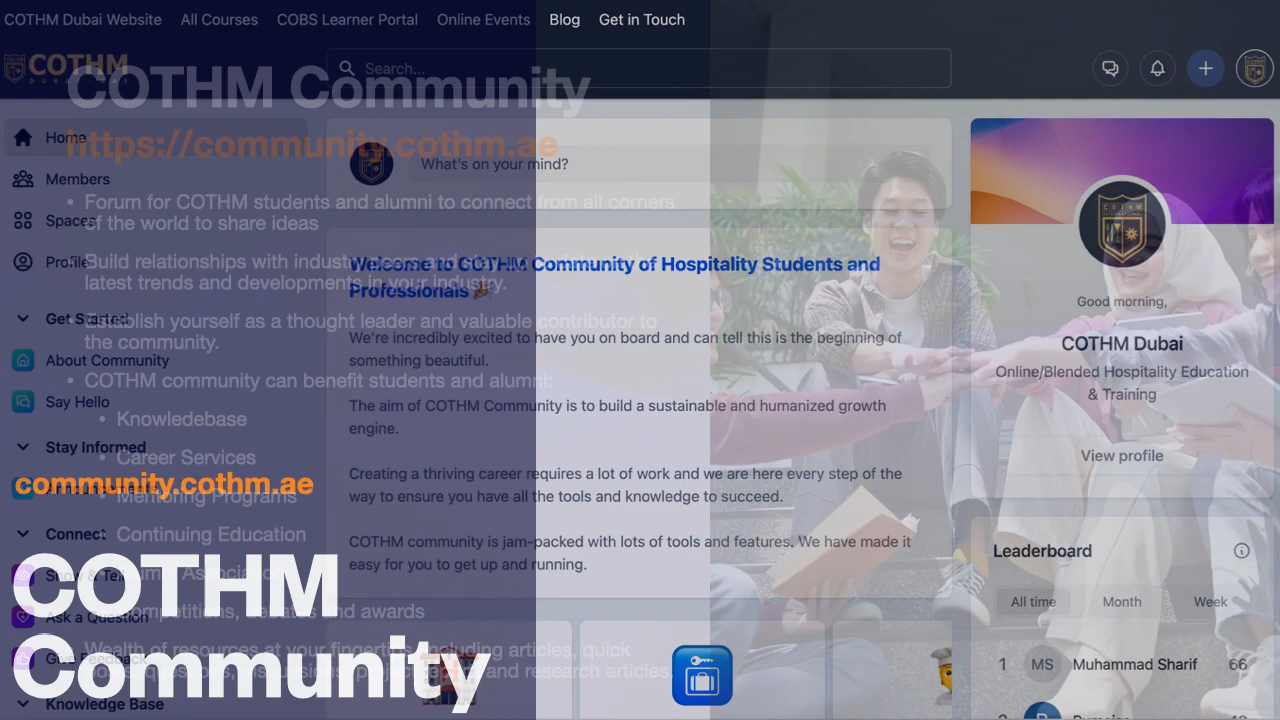 COTHM Dubai Website All Courses COBS Learner Portal Online Events Blog Get in Touch
COTHM
DUBAI, UAE
Search...
COTHM Community
https://community.cothm.ae
Home
Members
Spaces
Profile
Get Started
About Community
Say Hello
Stay Informed
Connect
Show & Tell
Ask a Question
Give Feedback
Knowledge Base
• Forum for COTHM students and alumni to connect from all corners
of the world to share ideas
Build relationships with industry
latest trends and developments in your industry.
• Establish yourself as a thought leader and valuable contributor to
the community.
• COTHM community can benefit students and alumni:
• Knowledebase
• Career Services
• Mentoring Programs
• Continuing Education
Competitions, debates and awards
Wealth of resources at your fingertips including articles, quick
and research articles.
community.cothm.ae
COTHM
Community
What's on your mind?
Welcome to COTHM Community of Hospitality Students and
Professionals 🎉
We're incredibly excited to have you on board and can tell this is the beginning of
something beautiful.
The aim of COTHM Community is to build a sustainable and humanized growth
engine.
Creating a thriving career requires a lot of work and we are here every step of the
way to ensure you have all the tools and knowledge to succeed.
COTHM community is jam-packed with lots of tools and features. We have made it
easy for you to get up and running.
COTHM
INTERNATIONAL
Good morning,
COTHM Dubai
Online/Blended Hospitality Education
& Training
View profile
Leaderboard
All time Month Week
1 MS Muhammad Sharif 66